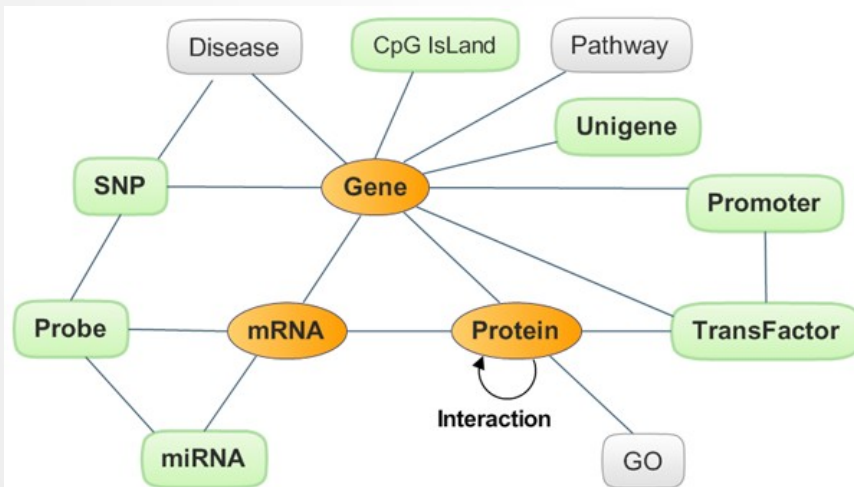 Disease
CpG IsLand
Pathway
Unigene
SNP
Gene
Promoter
Probe
mRNA
Protein
TransFactor
Interaction
miRNA
GO